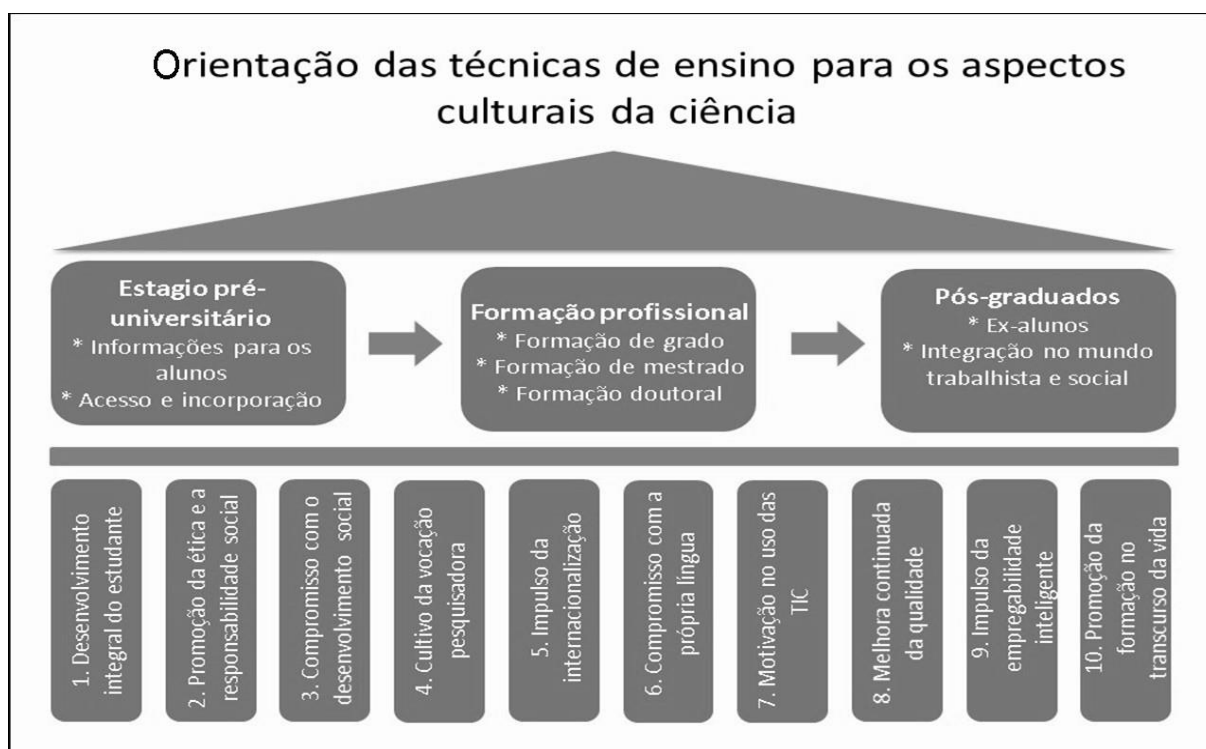 Orientação das técnicas de ensino para os aspectos
culturais da ciência
Estagio pré-
universitário
* Informações para os
alunos
* Acesso e incorporação
Formação profissional
* Formação de grado
* Formação de mestrado
* Formação doutoral
Pós-graduados
* Ex-alunos
* Integração no mundo
trabalhista e social
1. Desenvolvimento
integral do estudante
2. Promoção da ética e a
responsabilidade social
3. Compromisso com o
desenvolvimento social
4. Cultivo da vocação
pesquisadora
5. Impulso da
internacionalização
6. Compromisso com a
própria língua
7. Motivação no uso das
TIC
8. Melhora continuada
da qualidade
9. Impulso da
empregabilidade
inteligente
10. Promoção da
formação no
transcurso da vida